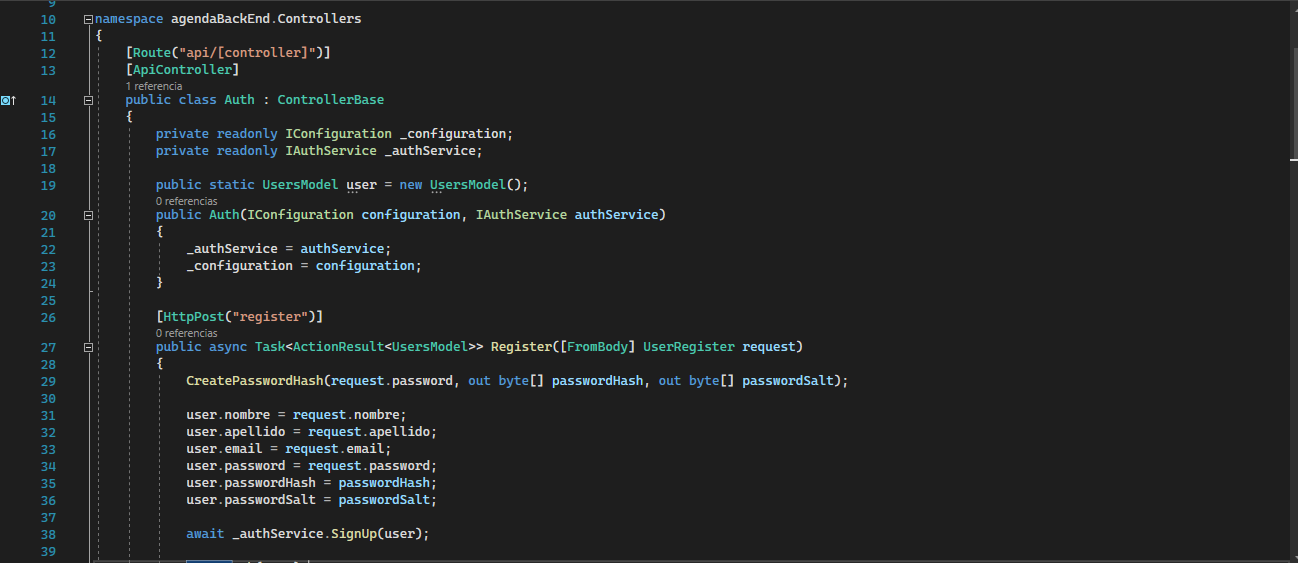 9
10 namespace agendaBackEnd.Controllers
11 {
12 [Route("api/[controller]")]
13 [ApiController]
1 referencia
14 public class Auth : ControllerBase
15 {
16 private readonly IConfiguration _configuration;
17 private readonly IAuthService _authService;
18
19 public static UsersModel user = new UsersModel();
0 referencias
20 public Auth(IConfiguration configuration, IAuthService authService)
21 {
22 _authService = authService;
23 _configuration = configuration;
24 }
25
26 [HttpPost("register")]
0 referencias
27 public async Task<ActionResult<UsersModel>> Register([FromBody] UserRegister request)
28 {
29 CreatePasswordHash(request.password, out byte[] passwordHash, out byte[] passwordSalt);
30
31 user.nombre = request.nombre;
32 user.apellido = request.apellido;
33 user.email = request.email;
34 user.password = request.password;
35 user.passwordHash = passwordHash;
36 user.passwordSalt = passwordSalt;
37
38 await _authService.SignUp(user);
39